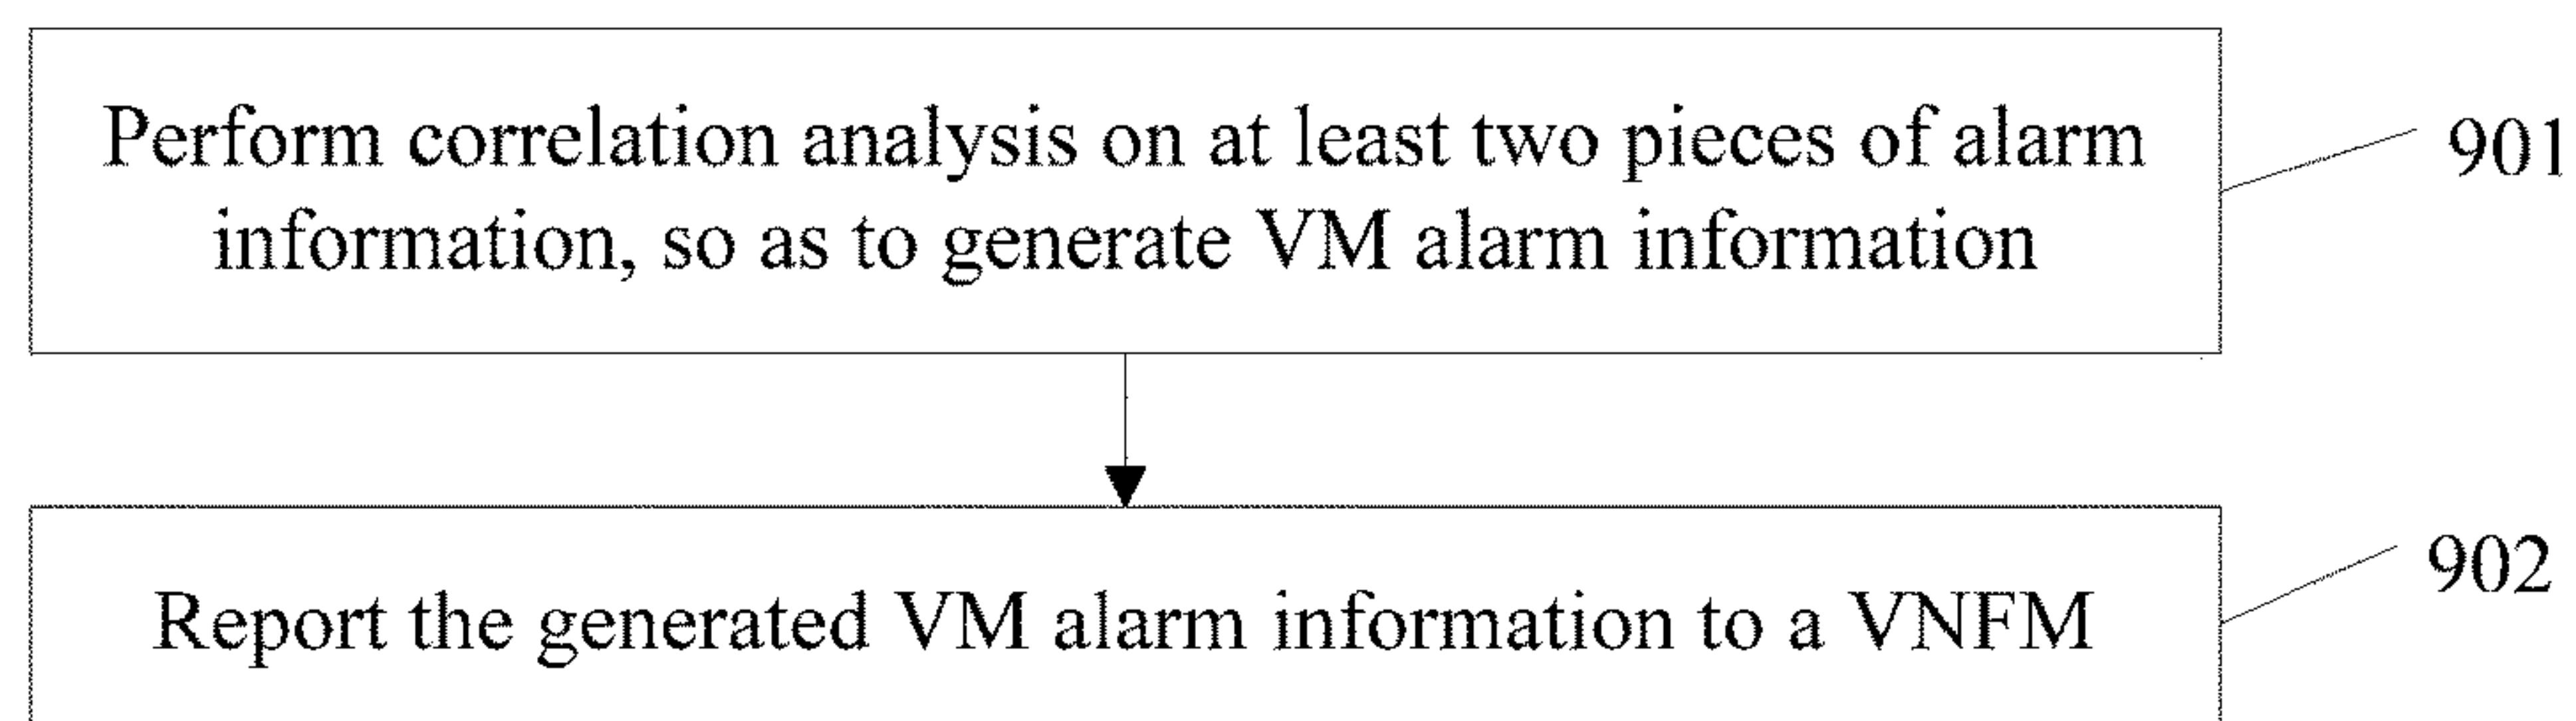 Perform correlation analysis on at least two pieces of alarm
information, so as to generate VM alarm information
901
Report the generated VM alarm information to a VNFM
902